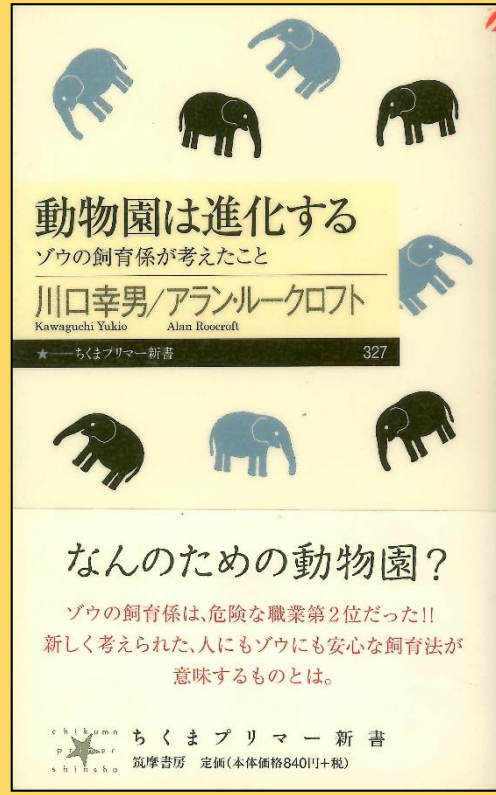 動物園は進化する
ゾウの飼育係が考えたこと
川口幸男/アラン・ルークロフト
Kawaguchi Yukio Alan Roocroft
★──ちくまプリマー新書 327
なんのための動物園?
ゾウの飼育係は、危険な職業第2位だった!!
新しく考えられた、人にもゾウにも安心な飼育法が
意味するものとは。
chikuma
primer
shinsho
ちくまプリマー新書
筑摩書房 定価(本体価格840円+税)